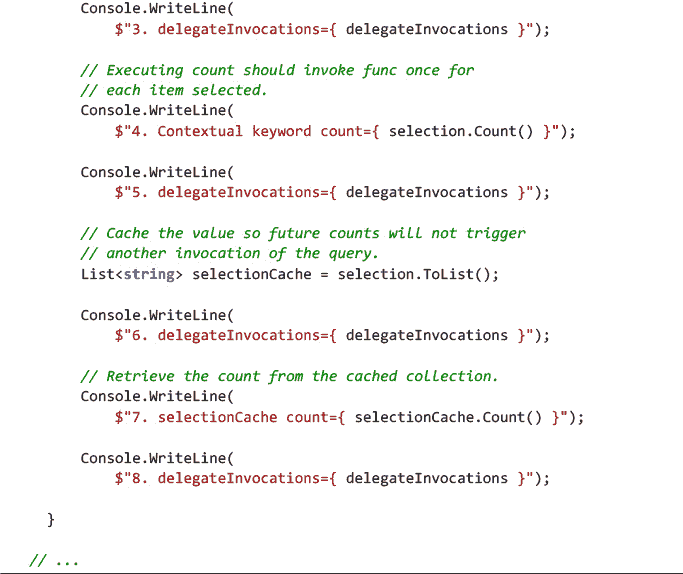 Console.WriteLine(
$"3. delegateInvocations={ delegateInvocations }");
// Executing count should invoke func once for
// each item selected.
Console.WriteLine(
$"4. Contextual keyword count={ selection.Count() }");
Console.WriteLine(
$"5. delegateInvocations={ delegateInvocations }");
// Cache the value so future counts will not trigger
// another invocation of the query.
List<string> selectionCache = selection.ToList();
Console.WriteLine(
$"6. delegateInvocations={ delegateInvocations }");
// Retrieve the count from the cached collection.
Console.WriteLine(
$"7. selectionCache count={ selectionCache.Count() }");
Console.WriteLine(
$"8. delegateInvocations={ delegateInvocations }");
}
// ...